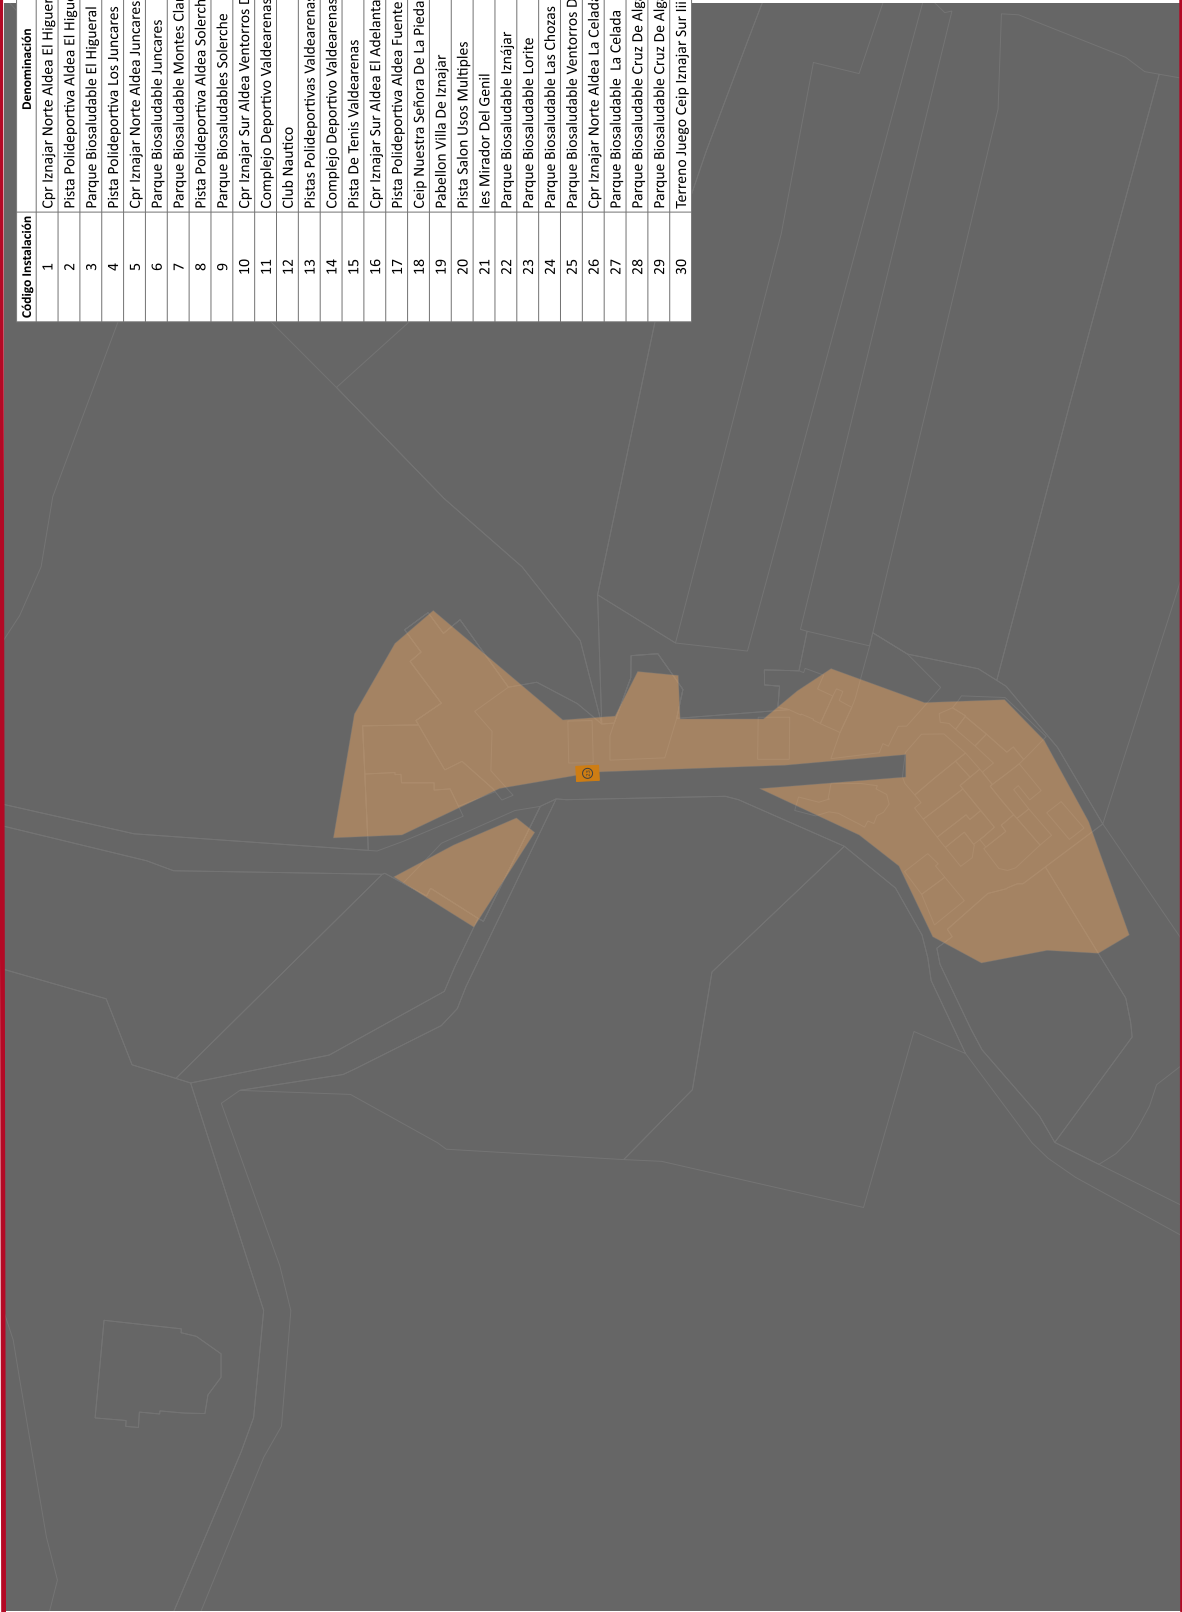 Código Instalación Denominación
1 Cpr Iznajar Norte Aldea El Higuer
2 Pista Polideportiva Aldea El Higu
3 Parque Biosaludable El Higueral
4 Pista Polideportiva Los Juncares
5 Cpr Iznajar Norte Aldea Juncares
6 Parque Biosaludable Juncares
7 Parque Biosaludable Montes Clar
8 Pista Polideportiva Aldea Solerch
9 Parque Biosaludables Solerche
10 Cpr Iznajar Sur Aldea Ventorros D
11 Complejo Deportivo Valdearenas
12 Club Nautico
13 Pistas Polideportivas Valdearenas
14 Complejo Deportivo Valdearenas
15 Pista De Tenis Valdearenas
16 Cpr Iznajar Sur Aldea El Adelanta
17 Pista Polideportiva Aldea Fuente
18 Ceip Nuestra Señora De La Pieda
19 Pabellon Villa De Iznajar
20 Pista Salon Usos Multiples
21 Ies Mirador Del Genil
22 Parque Biosaludable Iznájar
23 Parque Biosaludable Lorite
24 Parque Biosaludable Las Chozas
25 Parque Biosaludable Ventorros D
26 Cpr Iznajar Norte Aldea La Celada
27 Parque Biosaludable La Celada
28 Parque Biosaludable Cruz De Alg
29 Parque Biosaludable Cruz De Alg
30 Terreno Juego Ceip Iznajar Sur iii